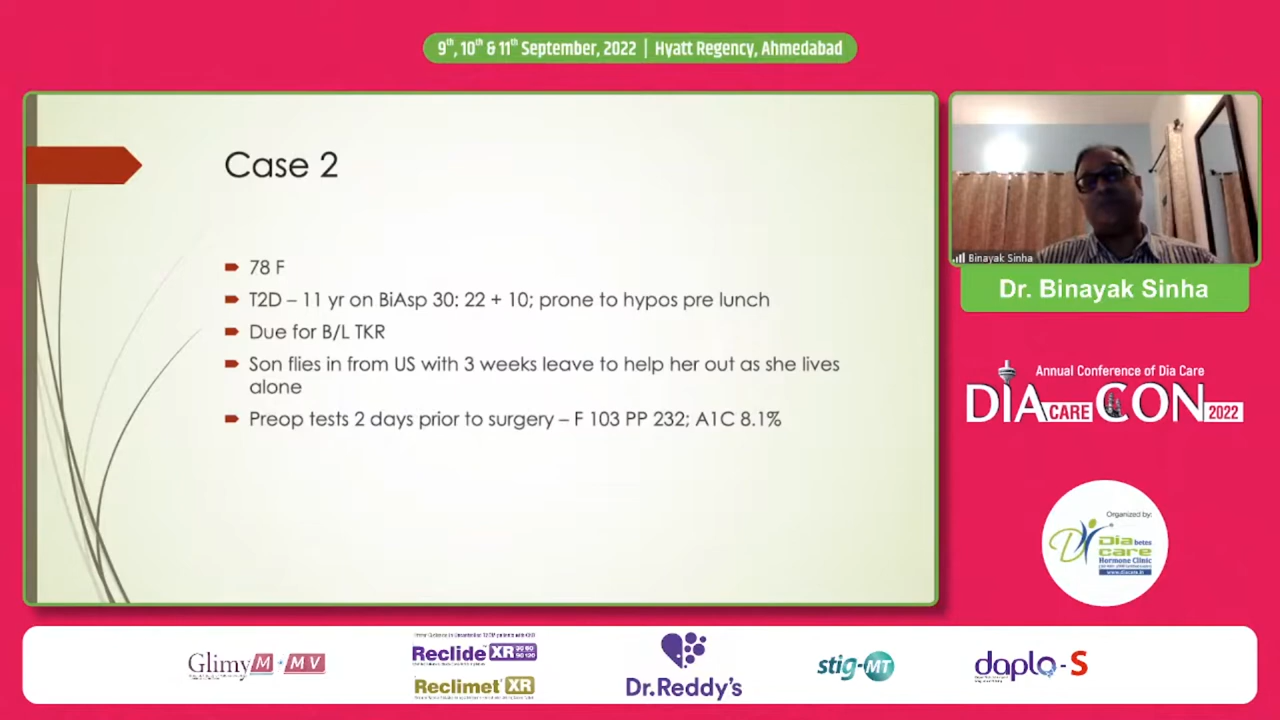 9th, 10th & 11th September, 2022 | Hyatt Regency, Ahmedabad
Case 2
78 F
T2D – 11 yr on BiAsp 30: 22 + 10; prone to hypos pre lunch
Due for B/L TKR
Son flies in from US with 3 weeks leave to help her out as she lives
alone
Preop tests 2 days prior to surgery – F 103 PP 232; A1C 8.1%
Binayak Sinha
Dr. Binayak Sinha
Annual Conference of Dia Care
DIA CARE CON 2022
Organized by:
Diabetes
care
Hormone Clinic
www.diacare.in
Glimy M - MV
Reclide XR
Reclimet XR
Dr.Reddy's
stig-MT
daplo-S